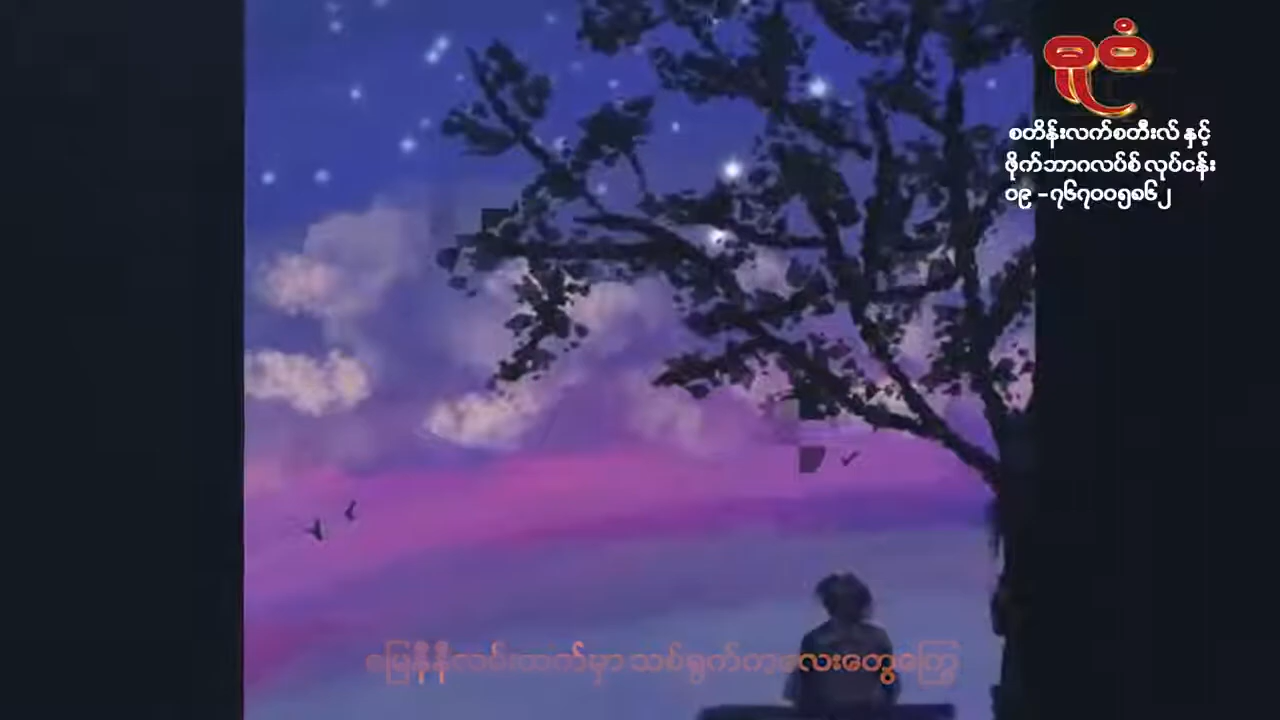 စုဝံ
စတိန်းလက်စတီးလ် နှင့်
ဖိုက်ဘာဂလပ်စ် လုပ်ငန်း
၀၉ -၇၆၇၀၀၅၈၆၂
မြေနီနီလမ်းထက်မှာ သစ်ရွက်ကလေးတွေကြွေ